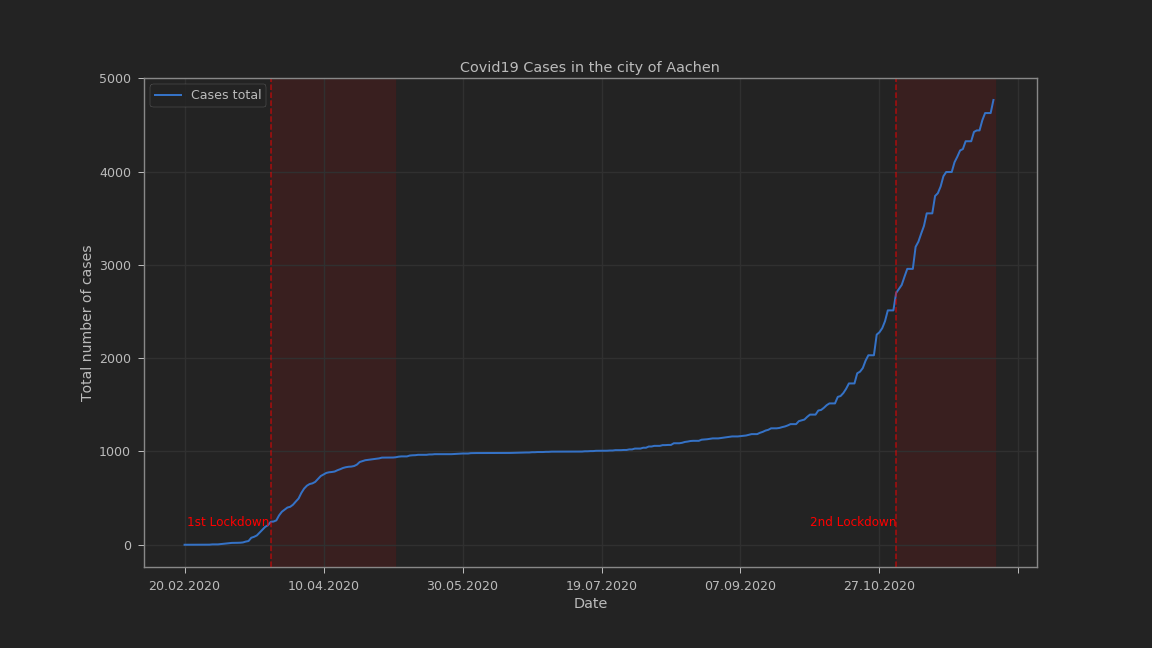 Covid19 Cases in the city of Aachen
Cases total
Total number of cases
5000
4000
3000
2000
1000
0
1st Lockdown
2nd Lockdown
20.02.2020
10.04.2020
30.05.2020
19.07.2020
07.09.2020
27.10.2020
Date